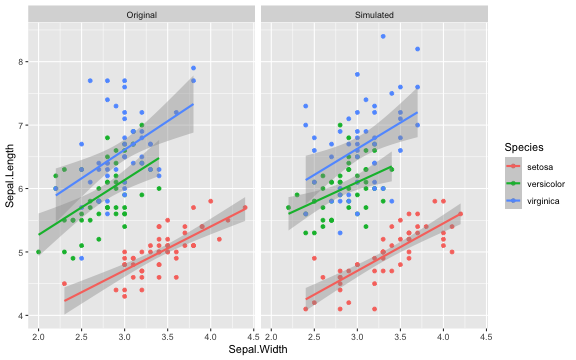 Original Simulated
8
7
6
5
4
Sepal.Length
Species
setosa
versicolor
virginica
2.0 2.5 3.0 3.5 4.0 4.5 2.0 2.5 3.0 3.5 4.0 4.5
Sepal.Width